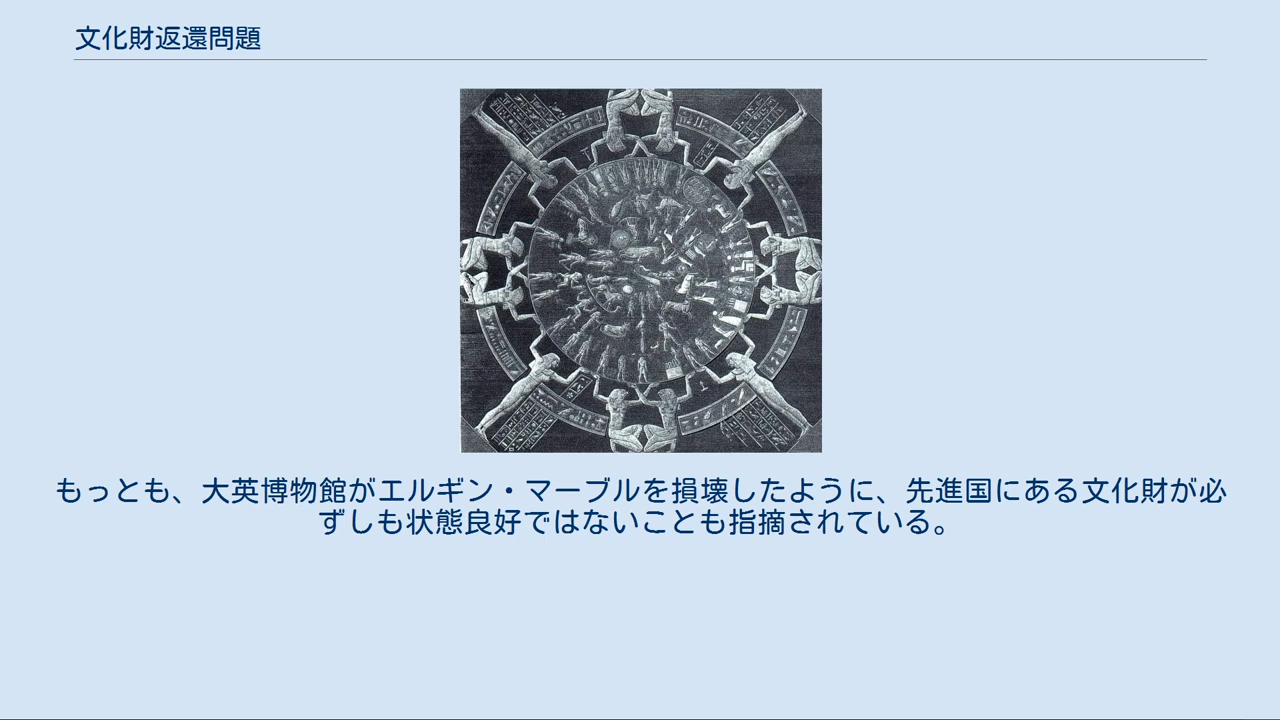 文化財返還問題
もっとも、大英博物館がエルギン・マーブルを損壊したように、先進国にある文化財が必
ずしも状態良好ではないことも指摘されている。